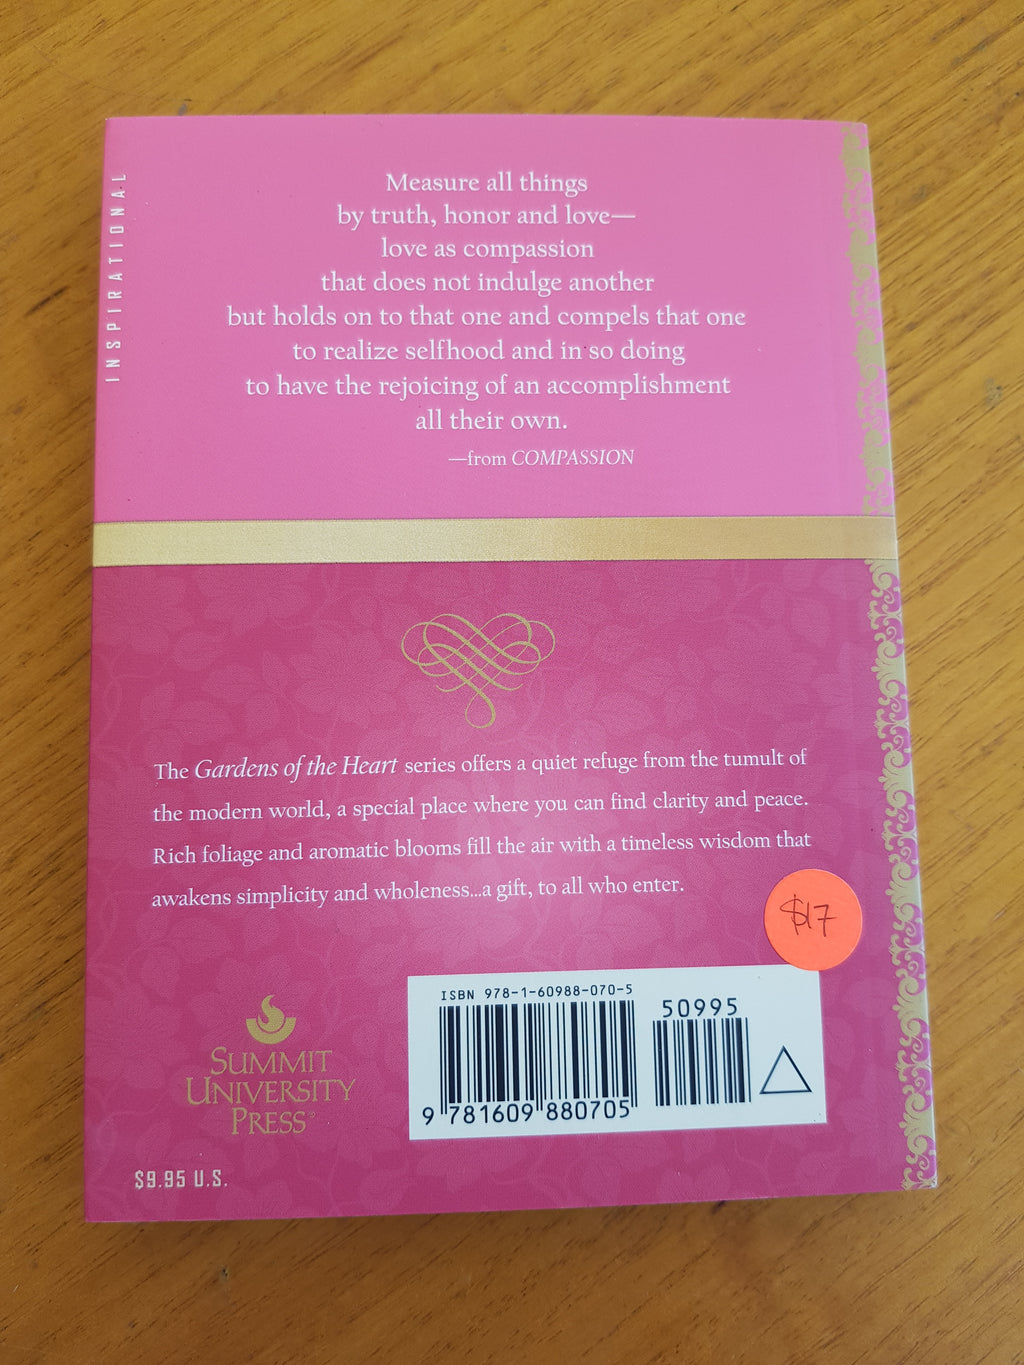 INSPIRATIONAL
Measure all things
by truth, honor and love—
love as compassion
that does not indulge another
but holds on to that one and compels that one
to realize selfhood and in so doing
to have the rejoicing of an accomplishment
all their own.
—from COMPASSION
The Gardens of the Heart series offers a quiet refuge from the tumult of
the modern world, a special place where you can find clarity and peace.
Rich foliage and aromatic blooms fill the air with a timeless wisdom that
awakens simplicity and wholeness...a gift, to all who enter.
$17
ISBN 978-1-60988-070-5
50995
9 781609 880705
SUMMIT
UNIVERSITY
PRESS®
$9.95 U.S.